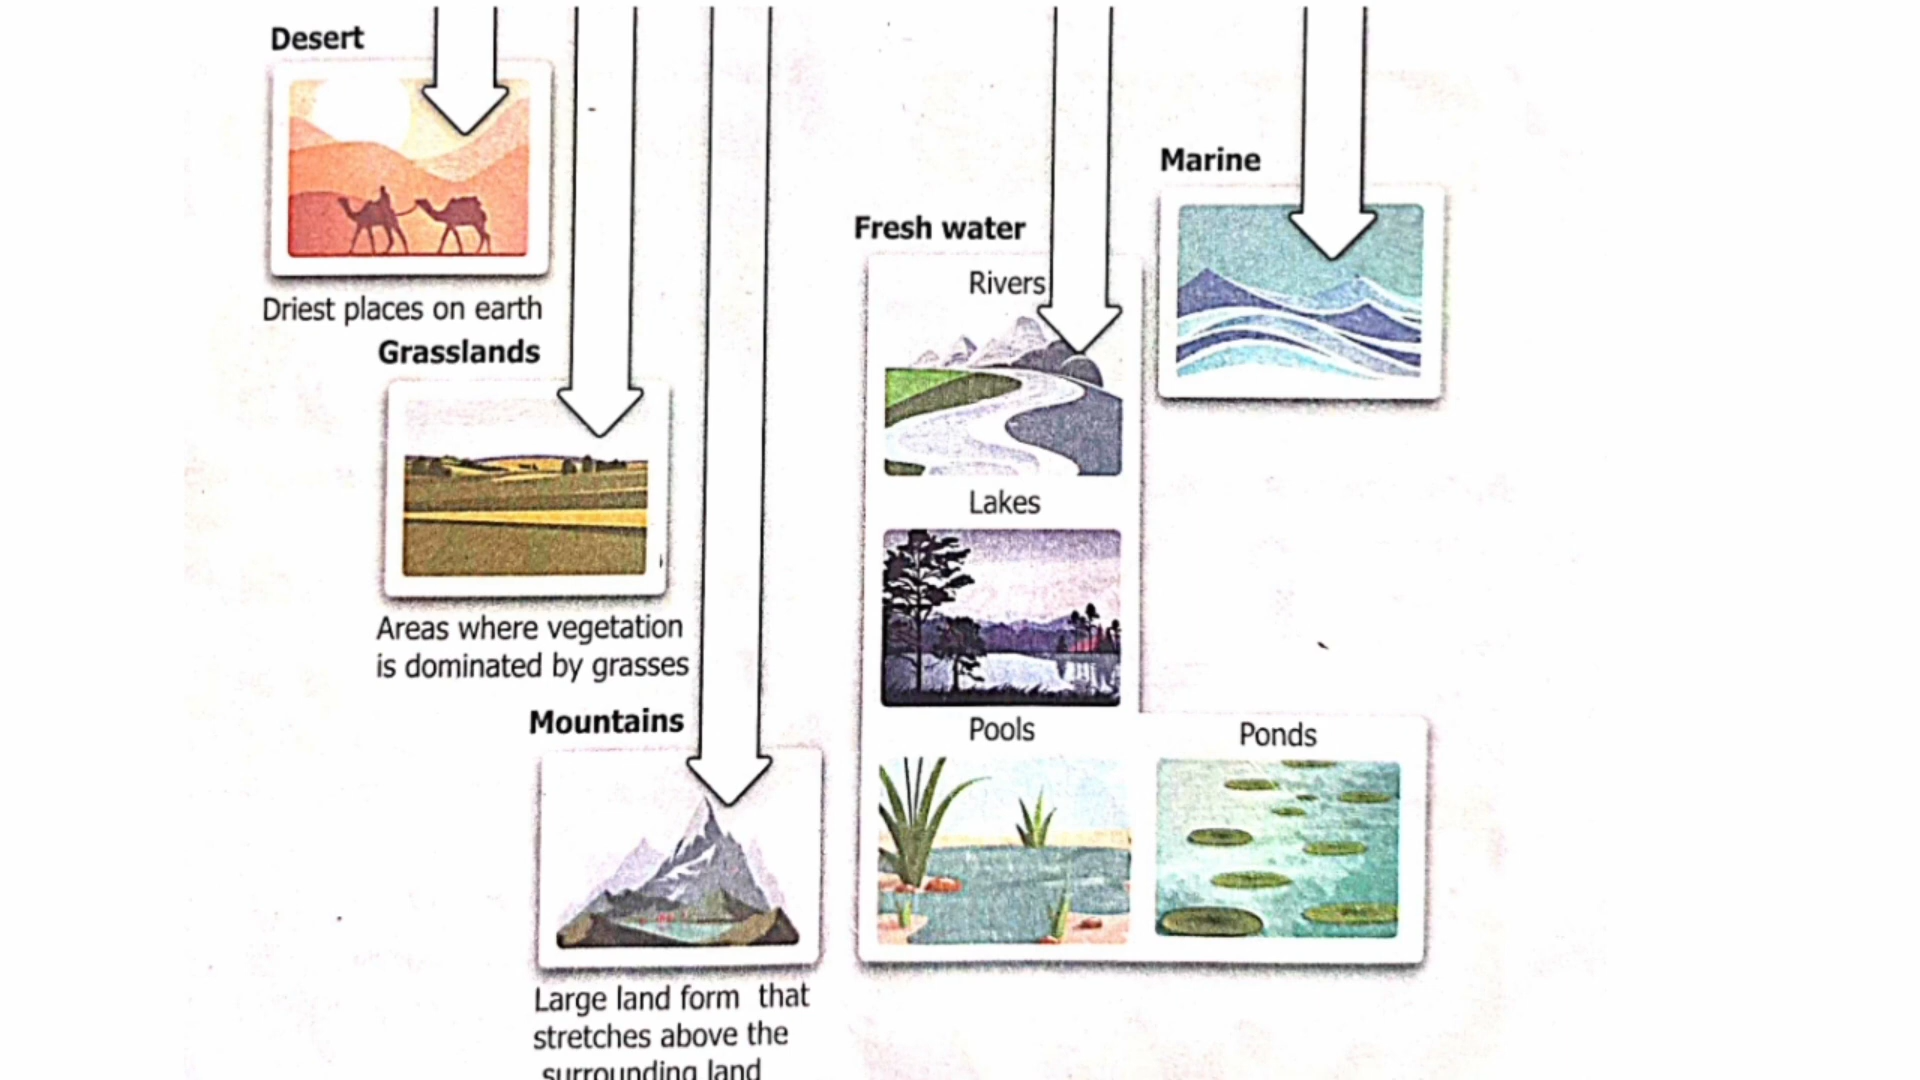 Desert
Driest places on earth
Grasslands
Areas where vegetation
is dominated by grasses
Mountains
Large land form that
stretches above the
surrounding land
Fresh water
Rivers
Lakes
Pools
Ponds
Marine